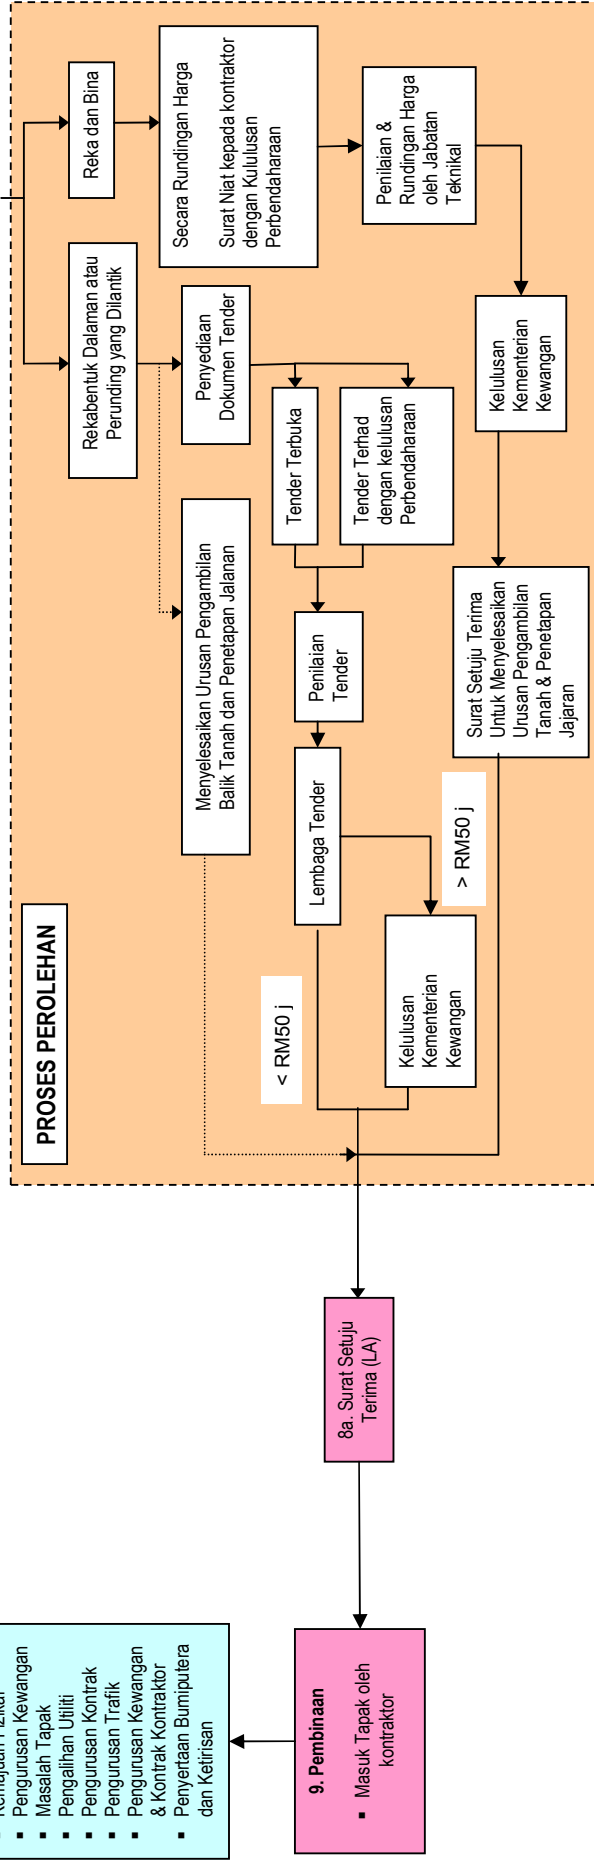 PROSES PEROLEHAN
Reka dan Bina
Rekabentuk Dalaman atau
Perunding yang Dilantik
Secara Rundingan Harga
Surat Niat kepada kontraktor
dengan Kululusan
Perbendaharaan
Penyediaan
Dokumen Tender
Menyelesaikan Urusan Pengambilan
Balik Tanah dan Penetapan Jalanan
Tender Terbuka
Tender Terhad
dengan kelulusan
Perbendaharaan
Penilaian &
Rundingan Harga
oleh Jabatan
Teknikal
Penilaian
Tender
Kelulusan
Kementerian
Kewangan
Lembaga Tender
< RM50 j
> RM50 j
Kelulusan
Kementerian
Kewangan
Surat Setuju Terima
Untuk Menyelesaikan
Urusan Pengambilan
Tanah & Penetapan
Jajaran
8a. Surat Setuju
Terima (LA)
9. Pembinaan
▪ Masuk Tapak oleh
kontraktor
▪ Pengurusan Kewangan
▪ Masalah Tapak
▪ Pengalihan Utiliti
▪ Pengurusan Kontrak
▪ Pengurusan Trafik
▪ Pengurusan Kewangan
& Kontrak Kontraktor
▪ Penyertaan Bumiputera
dan Ketirisan